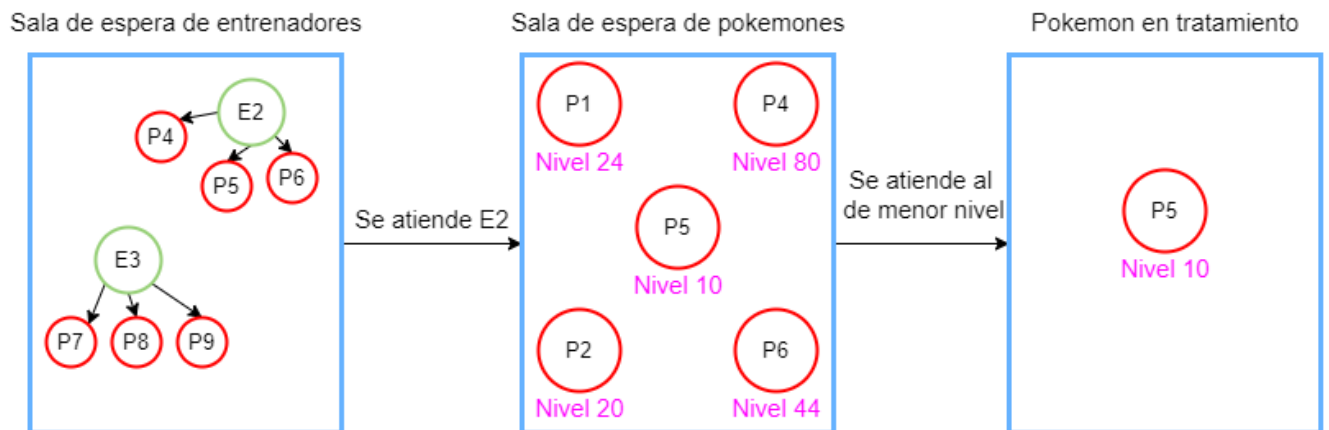 Sala de espera de entrenadores
E2
P4
P5
P6
E3
P7
P8
P9
Se atiende E2
Sala de espera de pokemones
P1
Nivel 24
P4
Nivel 80
P5
Nivel 10
P2
Nivel 20
P6
Nivel 44
Se atiende al
de menor nivel
Pokemon en tratamiento
P5
Nivel 10